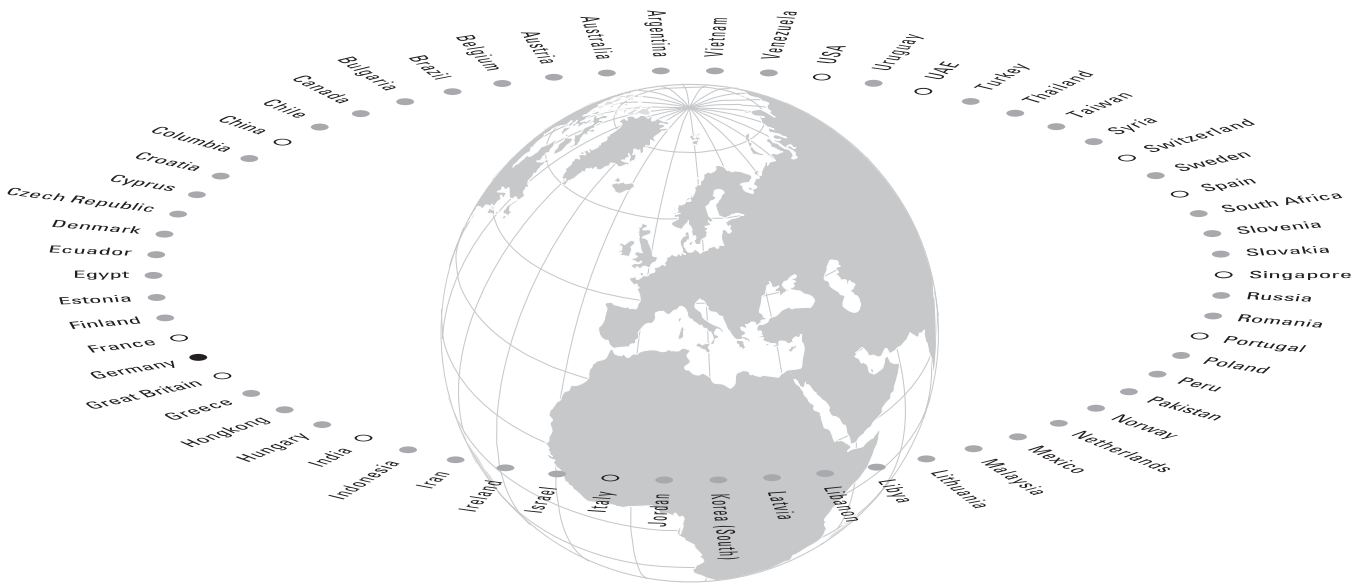 Argentina
Australia
Austria
Belgium
Brazil
Bulgaria
Canada
Chile
China
Columbia
Croatia
Cyprus
Czech Republic
Denmark
Ecuador
Egypt
Estonia
Finland
France
Germany
Great Britain
Greece
Hongkong
Hungary
India
Indonesia
Iran
Ireland
Israel
Italy
Jordan
Korea (South)
Latvia
Libanon
Libya
Lithuania
Malaysia
Mexico
Netherlands
Norway
Pakistan
Peru
Poland
Portugal
Romania
Russia
Singapore
Slovakia
Slovenia
South Africa
Spain
Sweden
Switzerland
Syria
Taiwan
Thailand
Turkey
UAE
Uruguay
USA
Venezuela
Vietnam